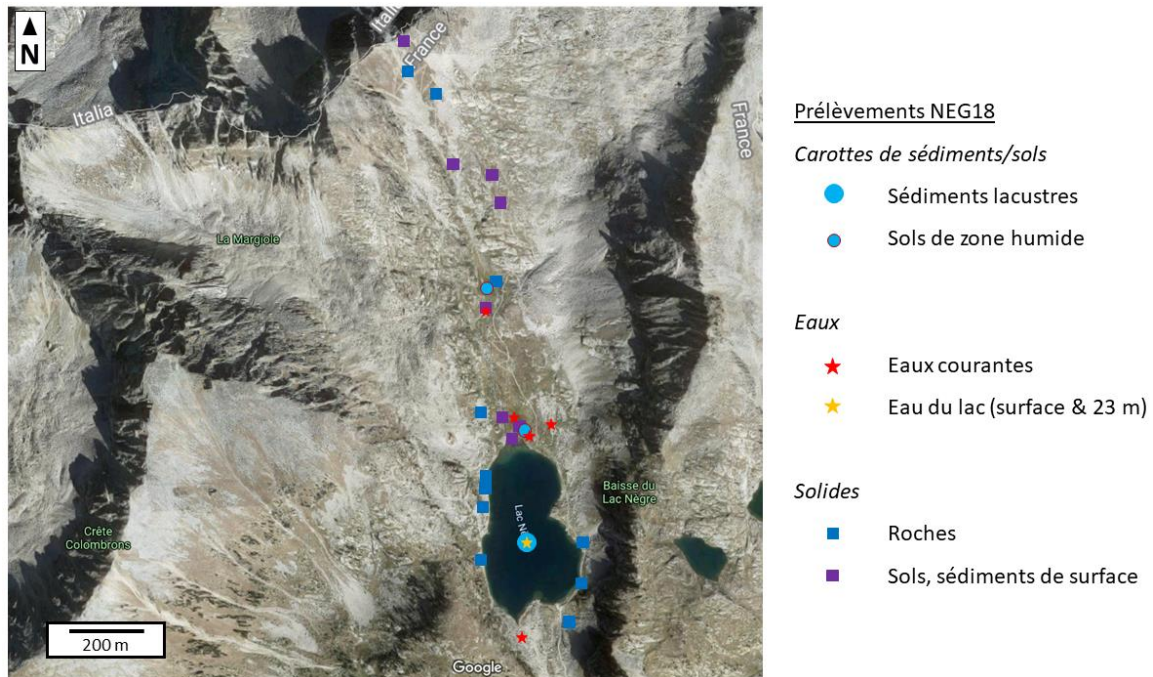 N
Italia
France
Italia
France
La Margiole
Baisse du
Lac Nègre
Lac N
Crête
Colombrons
200 m
Google
Prélèvements NEG18
Carottes de sédiments/sols
Sédiments lacustres
Sols de zone humide
Eaux
Eaux courantes
Eau du lac (surface & 23 m)
Solides
Roches
Sols, sédiments de surface